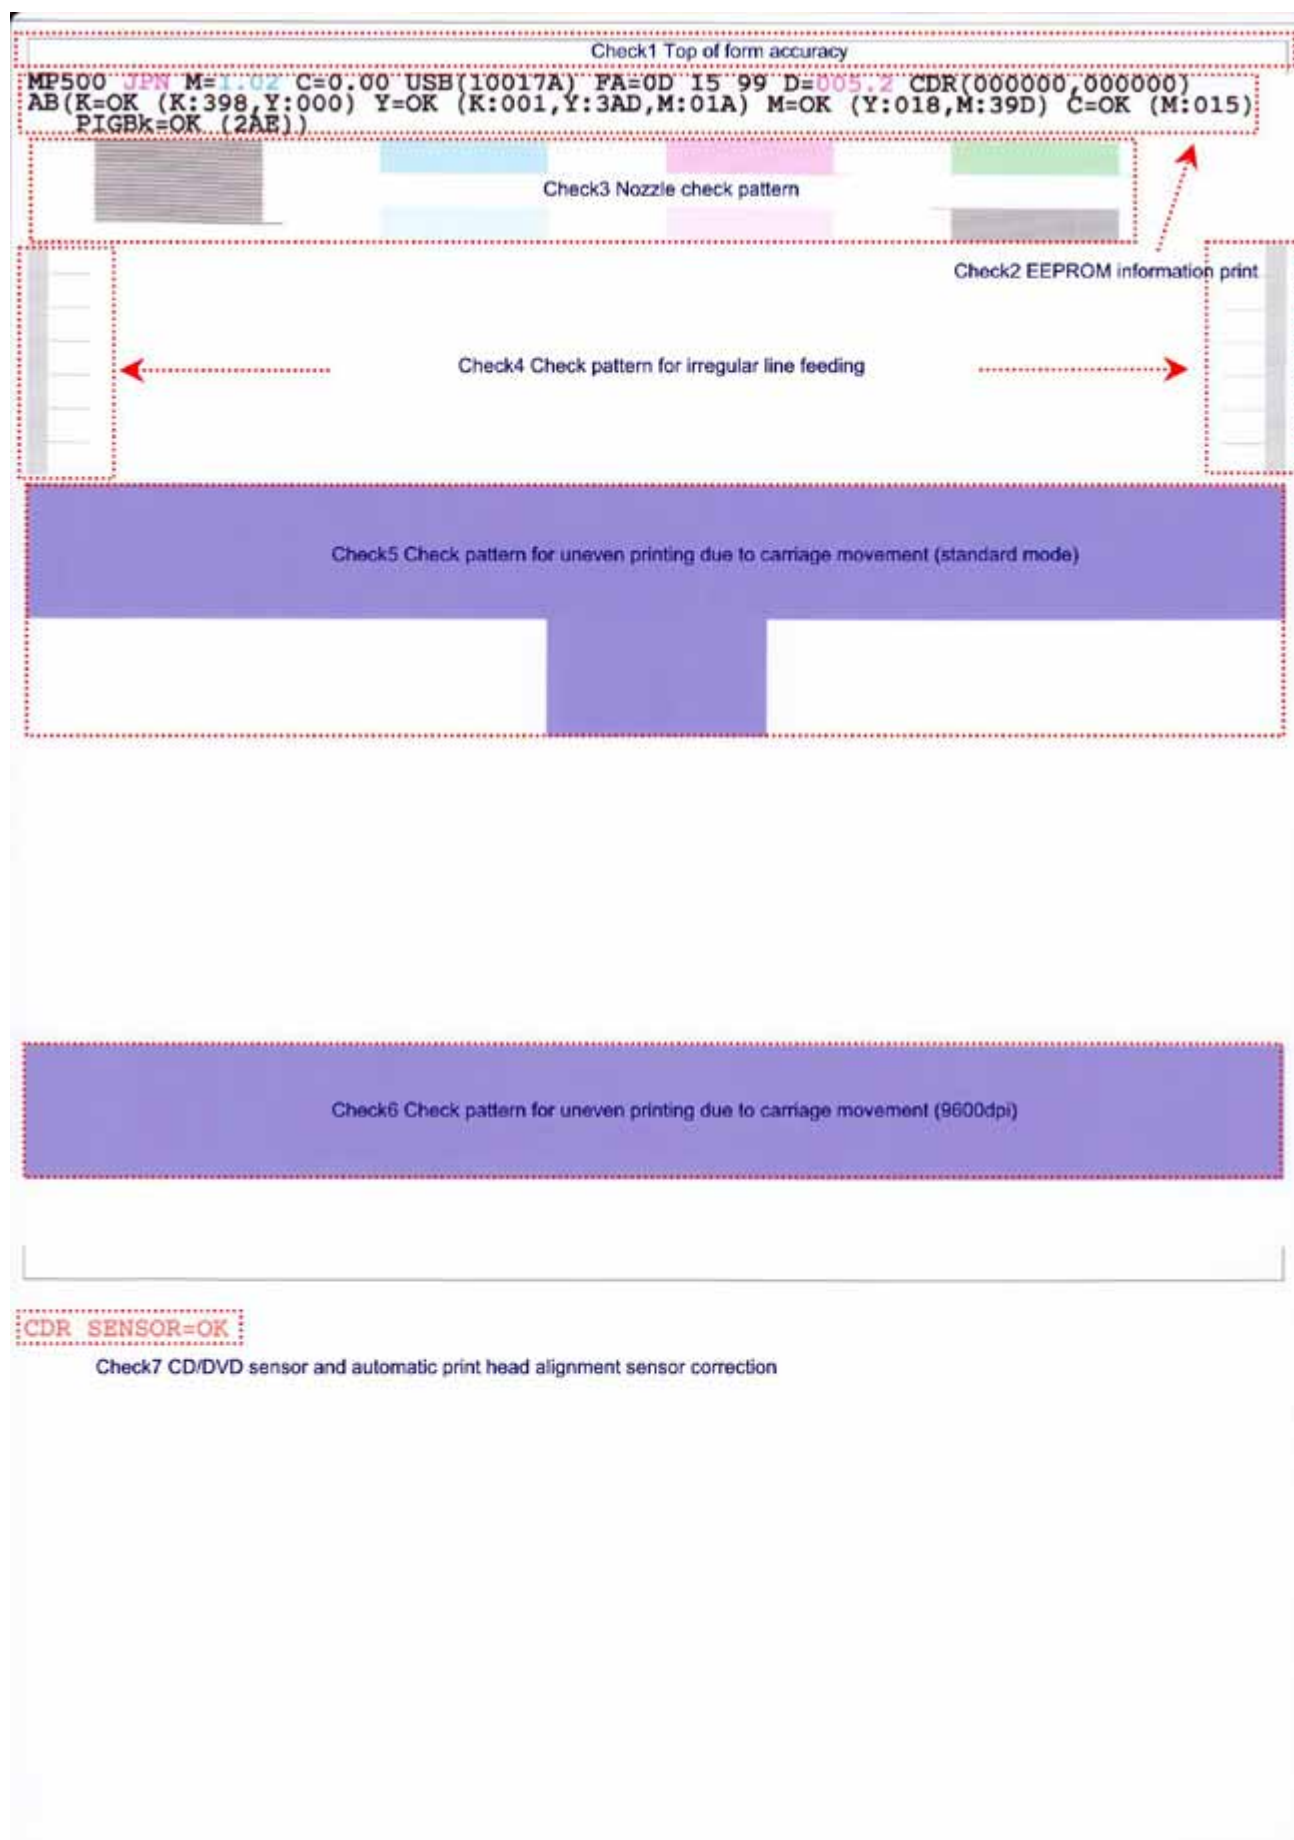 Check1 Top of form accuracy
MP500 JPN M=1.02 C=0.00 USB(10017A) FA=0D 15 99 D=005.2 CDR(000000,000000)
AB(K=OK (K:398,Y:000) Y=OK (K:001,Y:3AD,M:01A) M=OK (Y:018,M:39D) C=OK (M:015)
PIGBk=OK (2AE))
Check3 Nozzle check pattern
Check2 EEPROM information print
Check4 Check pattern for irregular line feeding
Check5 Check pattern for uneven printing due to carriage movement (standard mode)
Check6 Check pattern for uneven printing due to carriage movement (9600dpi)
CDR SENSOR=OK
Check7 CD/DVD sensor and automatic print head alignment sensor correction